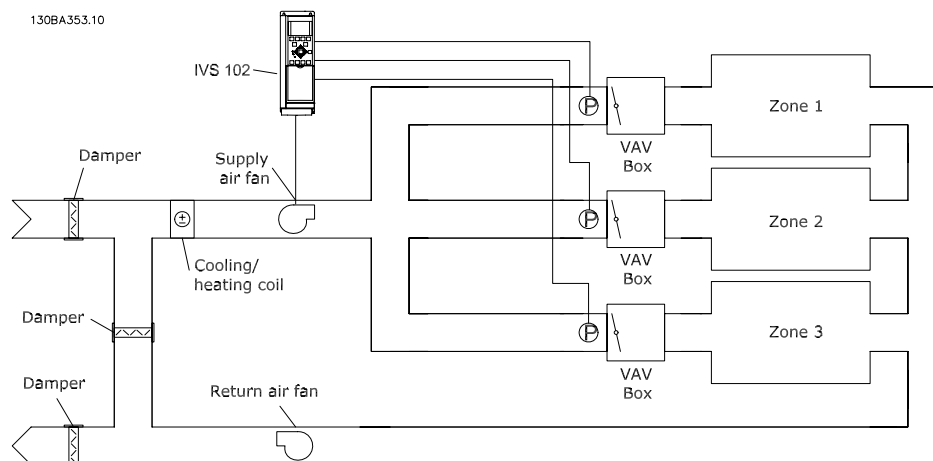 130BA353.10
IVS 102
Damper
Supply
air fan
Cooling/
heating coil
Damper
Damper
Return air fan
P
VAV
Box
Zone 1
P
VAV
Box
Zone 2
P
VAV
Box
Zone 3
±